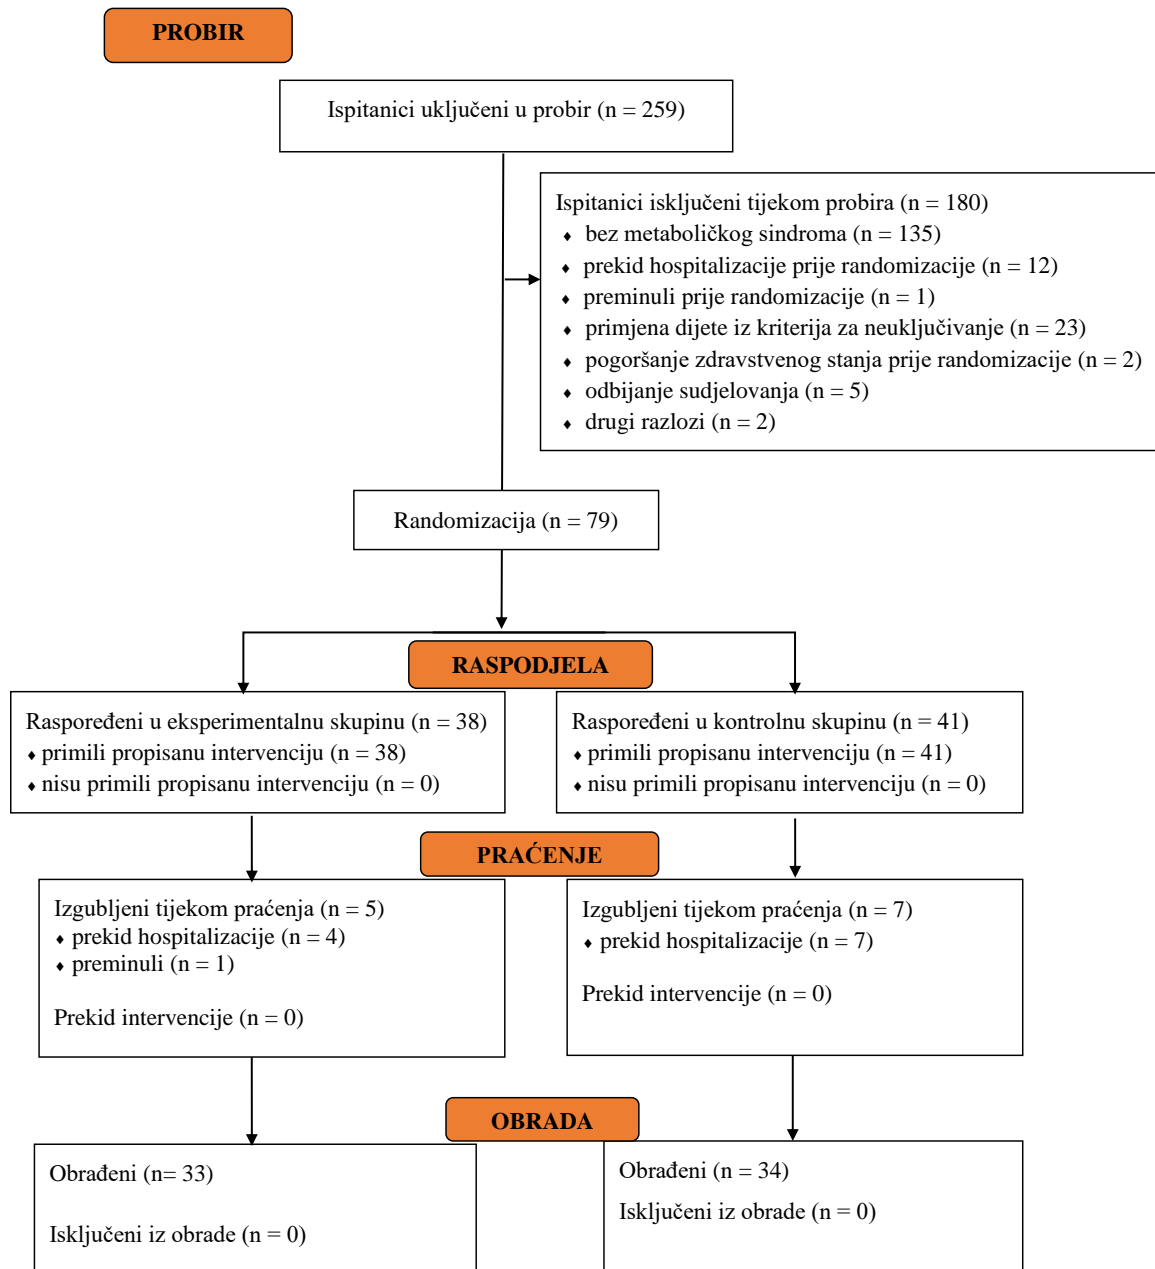 PROBIR
Ispitanici uključeni u probir (n = 259)
Ispitanici isključeni tijekom probira (n = 180)
♦ bez metaboličkog sindroma (n = 135)
♦ prekid hospitalizacije prije randomizacije (n = 12)
♦ preminuli prije randomizacije (n = 1)
♦ primjena dijete iz kriterija za neuključivanje (n = 23)
♦ pogoršanje zdravstvenog stanja prije randomizacije (n = 2)
♦ odbijanje sudjelovanja (n = 5)
♦ drugi razlozi (n = 2)
Randomizacija (n = 79)
RASPODJELA
Raspoređeni u eksperimentalnu skupinu (n = 38)
♦ primili propisanu intervenciju (n = 38)
♦ nisu primili propisanu intervenciju (n = 0)
Raspoređeni u kontrolnu skupinu (n = 41)
♦ primili propisanu intervenciju (n = 41)
♦ nisu primili propisanu intervenciju (n = 0)
PRAĆENJE
Izgubljeni tijekom praćenja (n = 5)
♦ prekid hospitalizacije (n = 4)
♦ preminuli (n = 1)
Prekid intervencije (n = 0)
Izgubljeni tijekom praćenja (n = 7)
♦ prekid hospitalizacije (n = 7)
Prekid intervencije (n = 0)
OBRADA
Obrađeni (n= 33)
Isključeni iz obrade (n = 0)
Obrađeni (n = 34)
Isključeni iz obrade (n = 0)